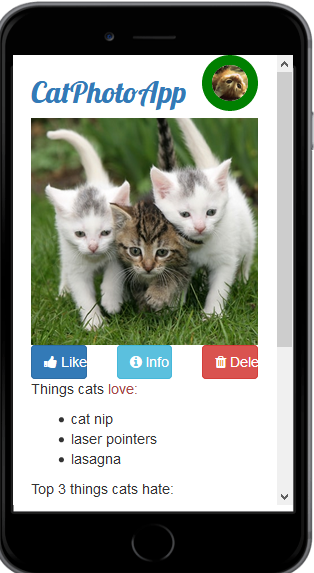 CatPhotoApp
Like
Info
Dele
Things cats love:
cat nip
laser pointers
lasagna
Top 3 things cats hate: